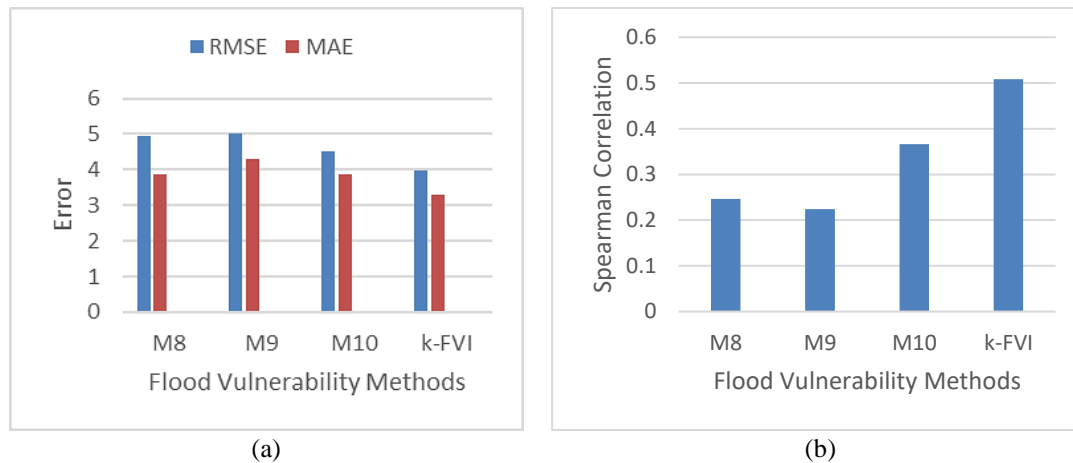 RMSE MAE
6
5
4
3
2
1
0
Error
M8 M9 M10 k-FVI
Flood Vulnerability Methods
(a)
0.6
0.5
0.4
0.3
0.2
0.1
0
Spearman Correlation
M8 M9 M10 k-FVI
Flood Vulnerability Methods
(b)